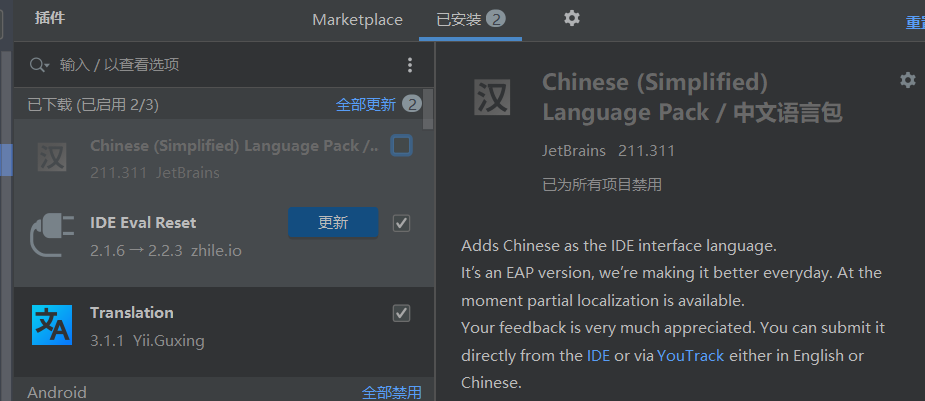 插件
Marketplace
已安装 2
输入 / 以查看选项
已下载 (已启用 2/3)
全部更新 2
汉
Chinese (Simplified) Language Pack /..
211.311 JetBrains
IDE Eval Reset
更新
2.1.6 → 2.2.3 zhile.io
文A
Translation
3.1.1 Yii.Guxing
Android
全部禁用
汉
Chinese (Simplified)
Language Pack / 中文语言包
JetBrains 211.311
已为所有项目禁用
Adds Chinese as the IDE interface language.
It's an EAP version, we're making it better everyday. At the
moment partial localization is available.
Your feedback is very much appreciated. You can submit it
directly from the IDE or via YouTrack either in English or
Chinese.